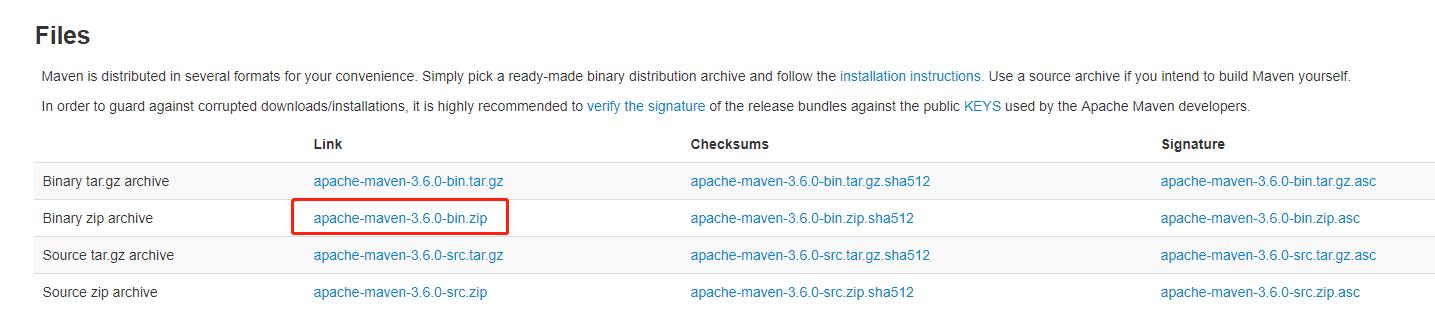 Files
Maven is distributed in several formats for your convenience. Simply pick a ready-made binary distribution archive and follow the installation instructions. Use a source archive if you intend to build Maven yourself.
In order to guard against corrupted downloads/installations, it is highly recommended to verify the signature of the release bundles against the public KEYS used by the Apache Maven developers.
Link Checksums Signature
Binary tar.gz archive apache-maven-3.6.0-bin.tar.gz apache-maven-3.6.0-bin.tar.gz.sha512 apache-maven-3.6.0-bin.tar.gz.asc
Binary zip archive apache-maven-3.6.0-bin.zip apache-maven-3.6.0-bin.zip.sha512 apache-maven-3.6.0-bin.zip.asc
Source tar.gz archive apache-maven-3.6.0-src.tar.gz apache-maven-3.6.0-src.tar.gz.sha512 apache-maven-3.6.0-src.tar.gz.asc
Source zip archive apache-maven-3.6.0-src.zip apache-maven-3.6.0-src.zip.sha512 apache-maven-3.6.0-src.zip.asc